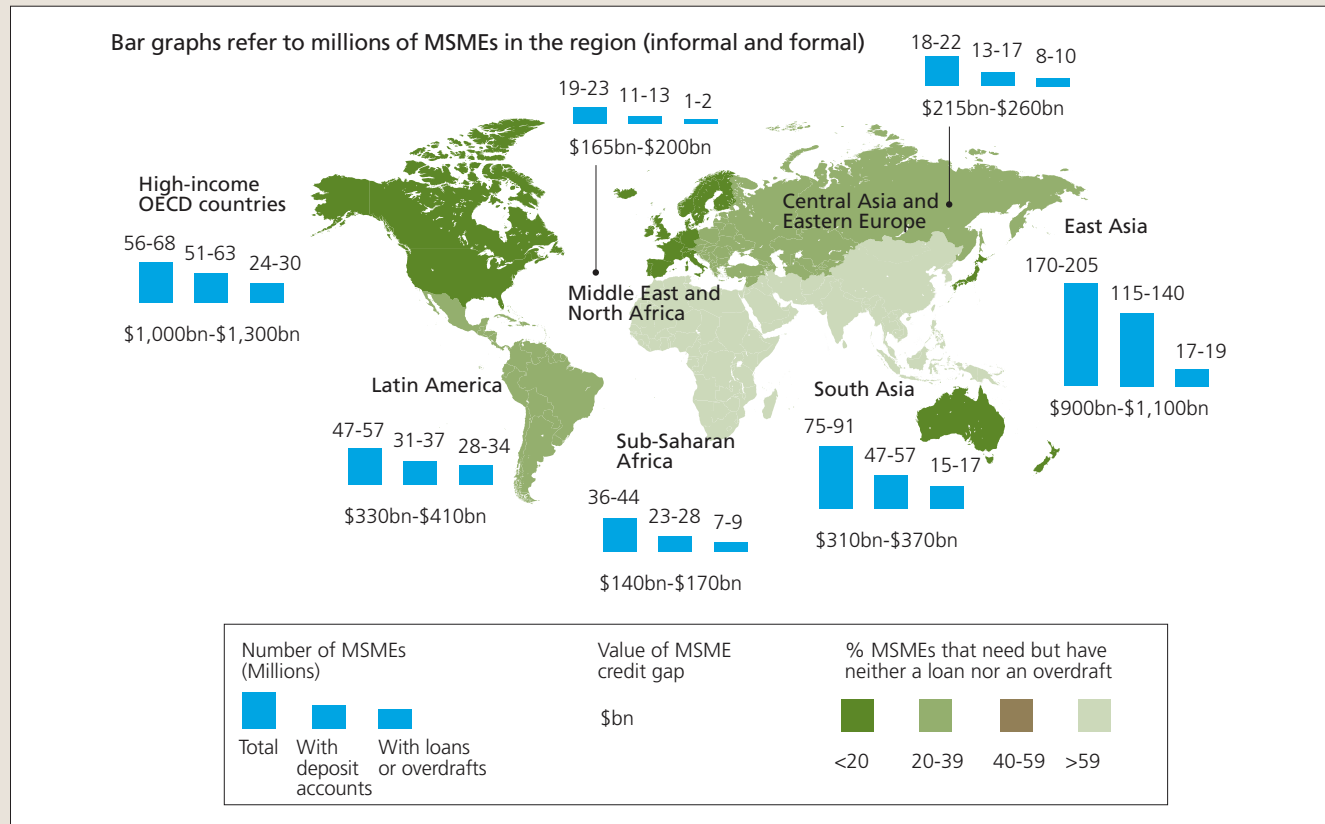 Bar graphs refer to millions of MSMEs in the region (informal and formal)
18-22 13-17 8-10
$215bn-$260bn
19-23 11-13 1-2
$165bn-$200bn
High-income
OECD countries
56-68 51-63 24-30
$1,000bn-$1,300bn
Central Asia and
Eastern Europe
East Asia
170-205 115-140 17-19
$900bn-$1,100bn
Middle East and
North Africa
Latin America
47-57 31-37 28-34
$330bn-$410bn
Sub-Saharan
Africa
36-44 23-28 7-9
$140bn-$170bn
South Asia
75-91 47-57 15-17
$310bn-$370bn
Number of MSMEs
(Millions)
Total
With
deposit
accounts
With loans
or overdrafts
Value of MSME
credit gap
$bn
% MSMEs that need but have
neither a loan nor an overdraft
<20 20-39 40-59 >59